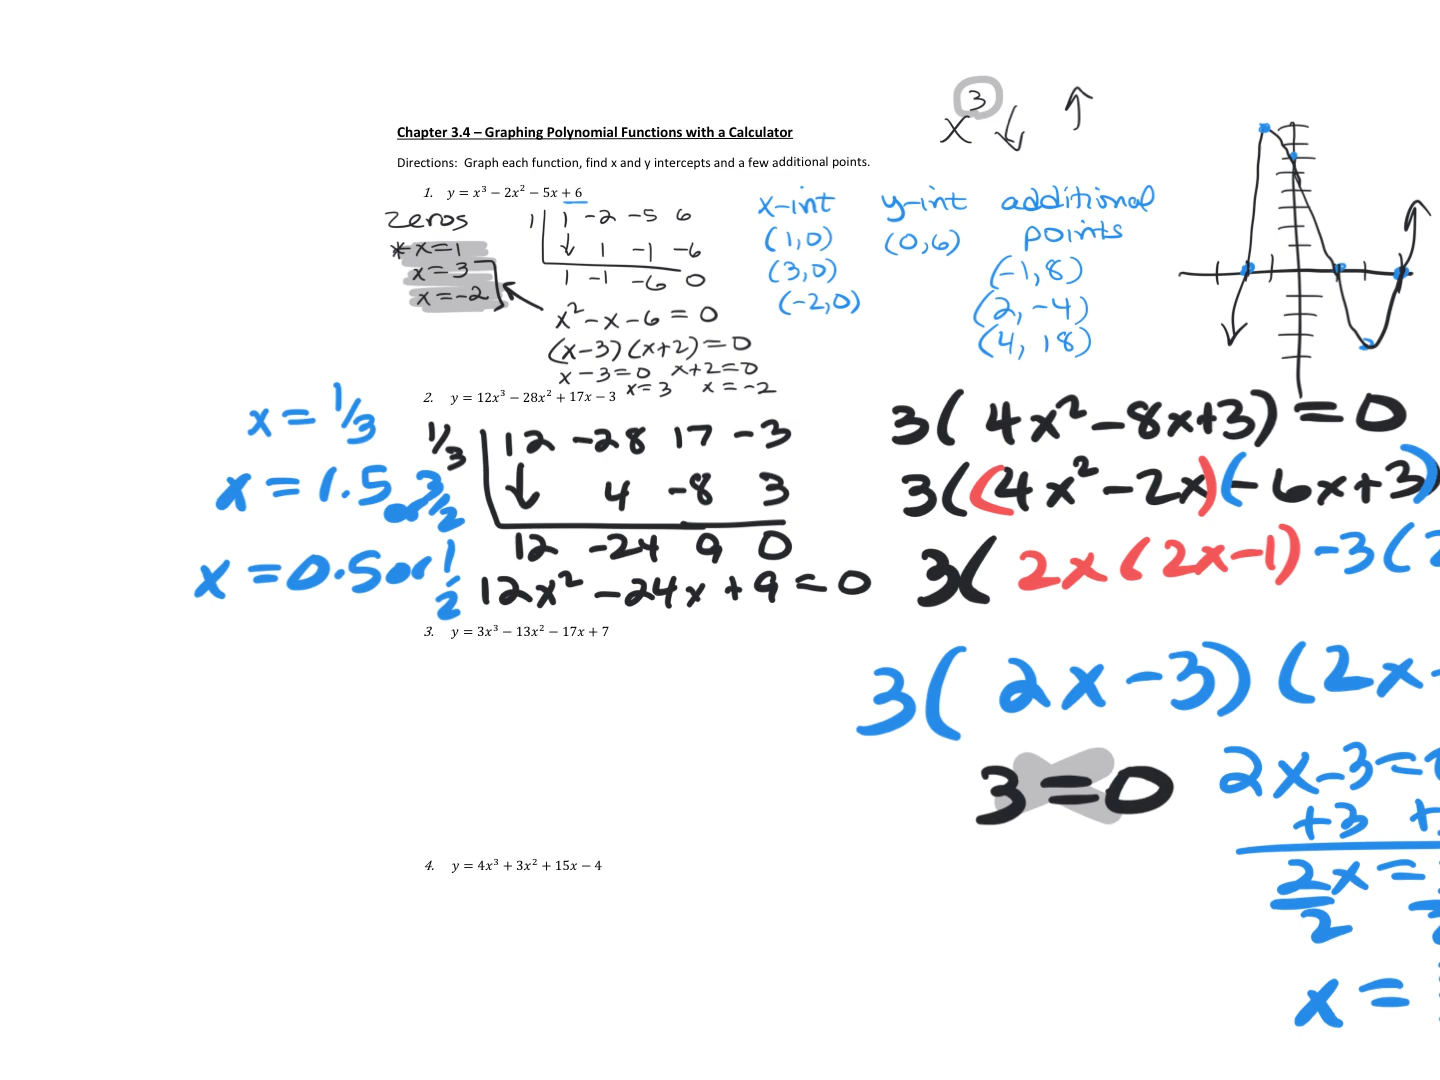 x³ ↓ ↑
Chapter 3.4 – Graphing Polynomial Functions with a Calculator
Directions: Graph each function, find x and y intercepts and a few additional points.
1. y = x³ − 2x² − 5x + 6
zeros
* x = 1
x = 3
x = −2
1 | 1 −2 −5 6
↓ 1 −1 −6
1 −1 −6 0
x² − x − 6 = 0
(x−3)(x+2) = 0
x − 3 = 0 x + 2 = 0
x = 3 x = −2
x-int
(1,0)
(3,0)
(−2,0)
y-int
(0,6)
additional
points
(−1,8)
(2,−4)
(4, 18)
2. y = 12x³ − 28x² + 17x − 3
x = 1/3
x = 1.5 or 3/2
x = 0.5 or 1/2
1/3 | 12 −28 17 −3
↓ 4 −8 3
12 −24 9 0
12x² − 24x + 9 = 0
3( 4x² − 8x + 3) = 0
3((4x² − 2x)(− 6x + 3)
3( 2x (2x − 1) − 3(2
3( 2x − 3) (2x −
3 = 0
2x − 3 =
+3 +
2x =
2
x =
3. y = 3x³ − 13x² − 17x + 7
4. y = 4x³ + 3x² + 15x − 4